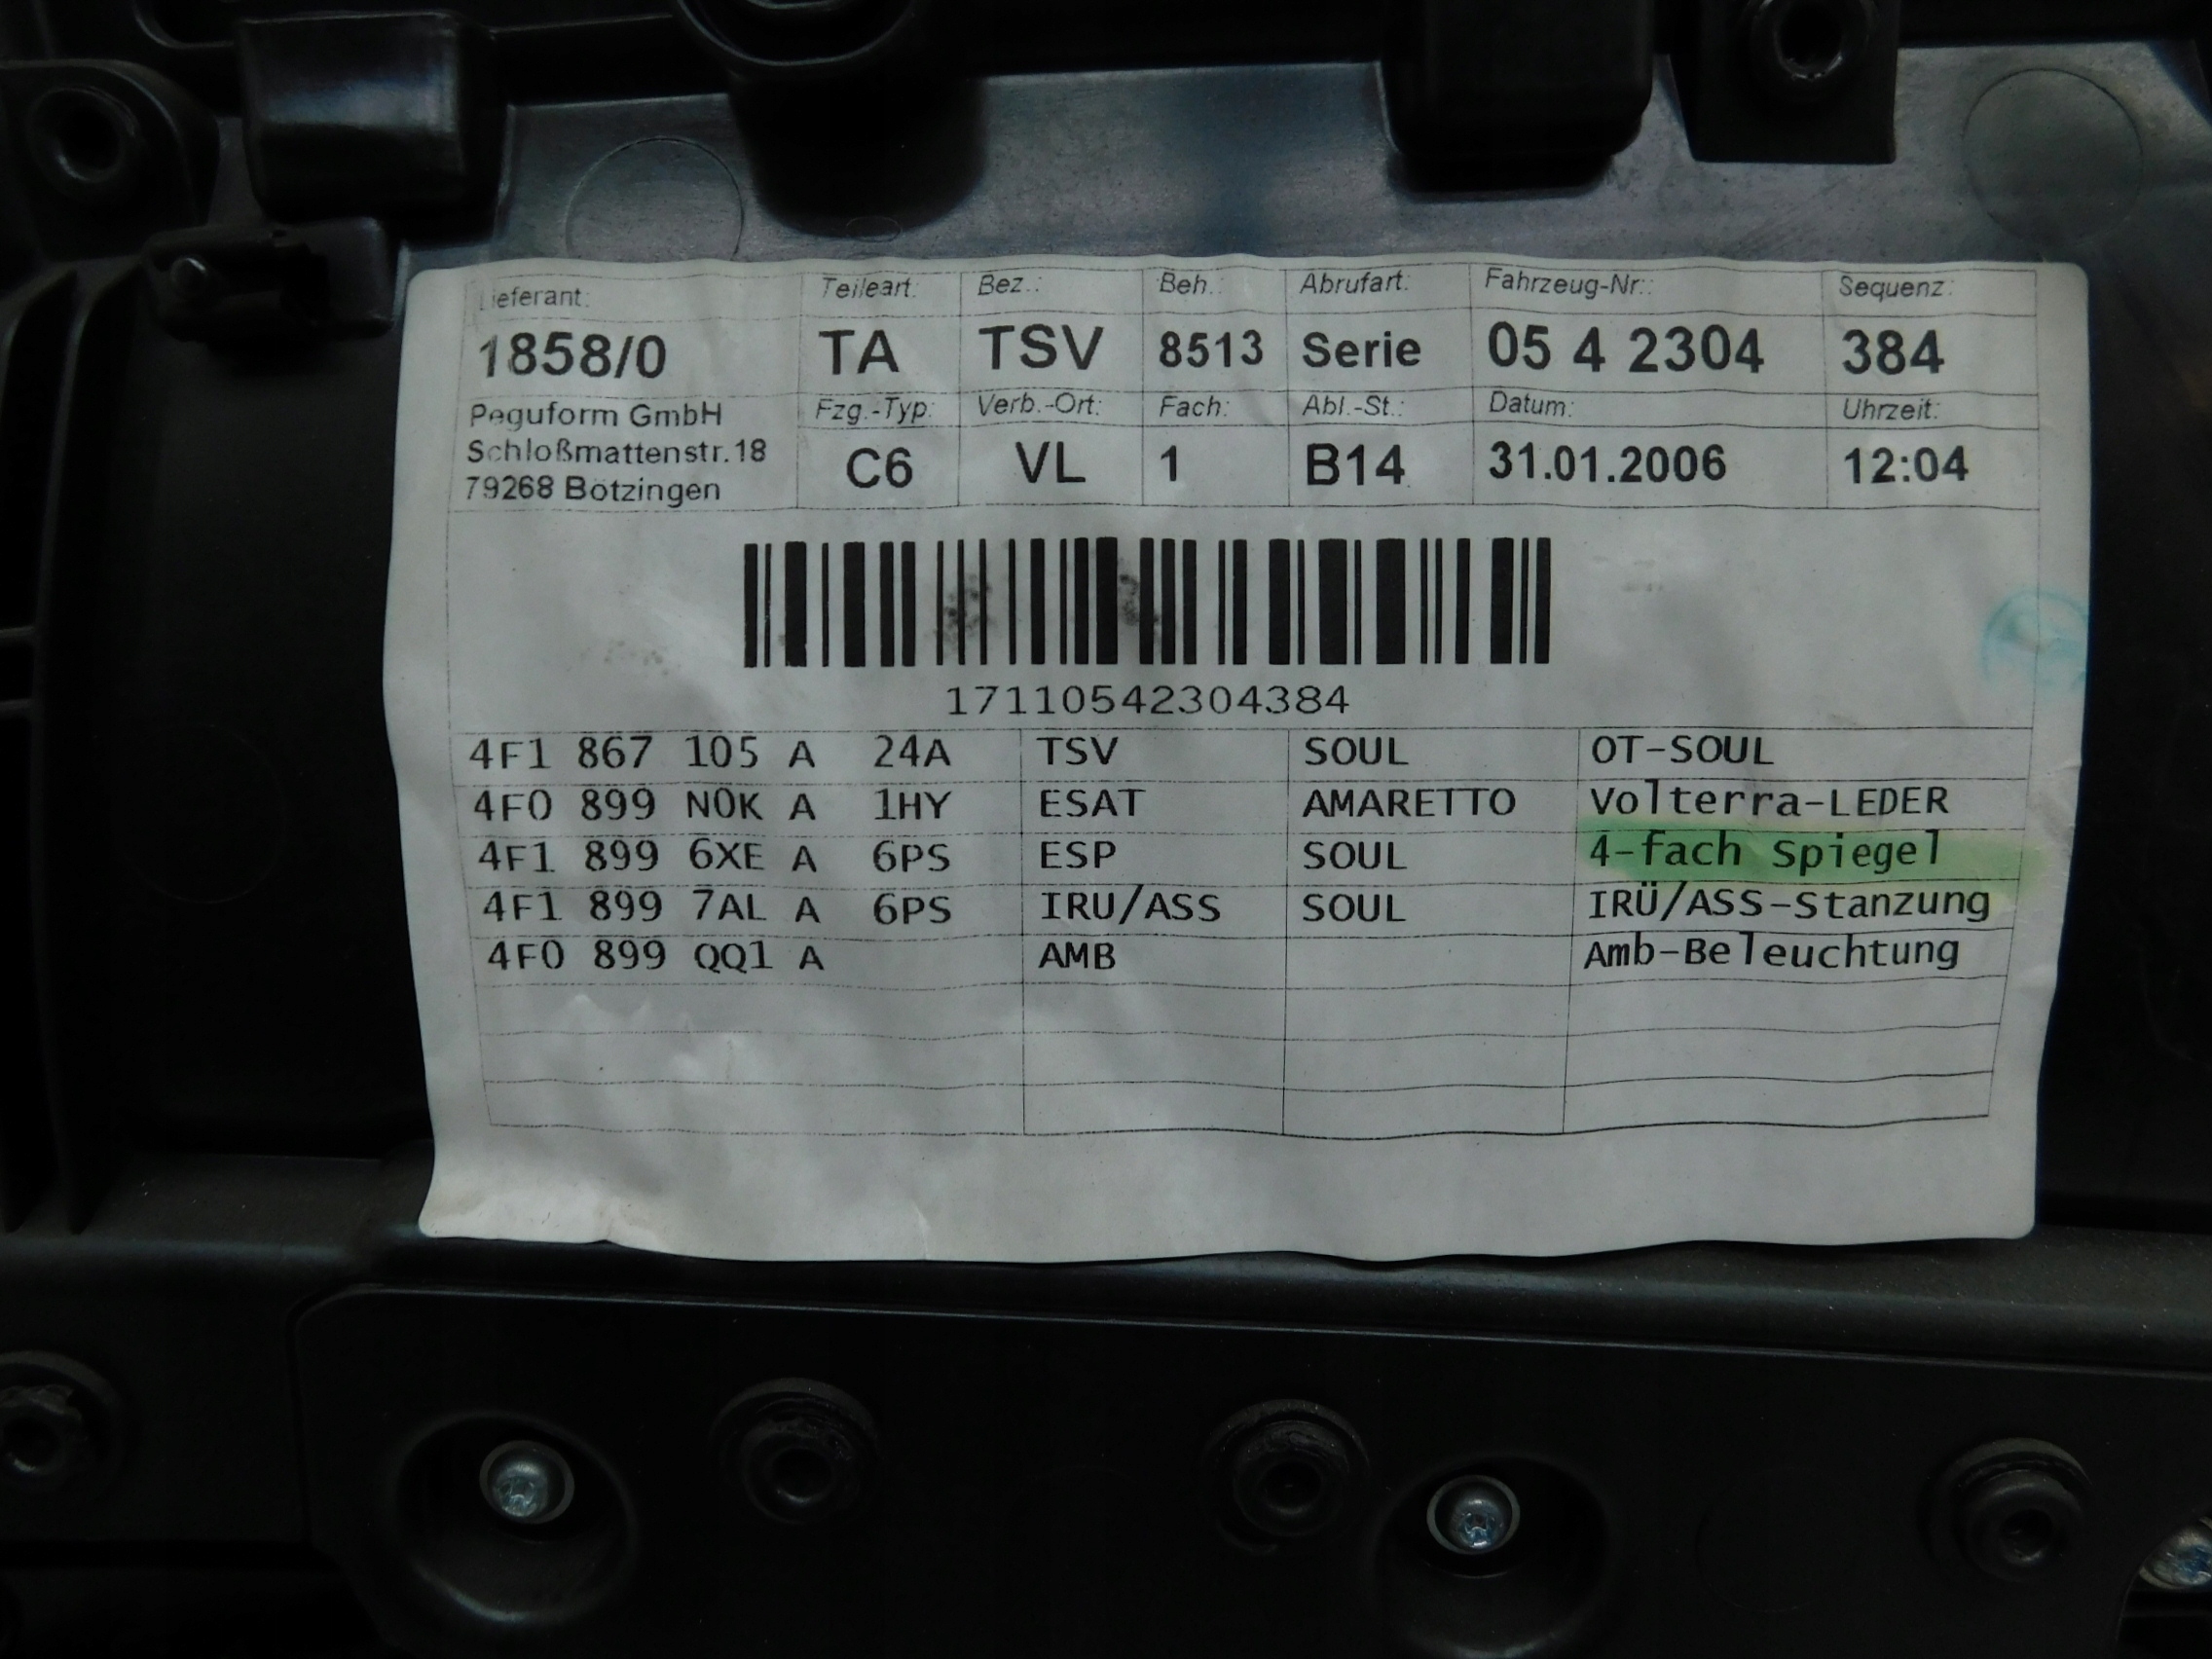 Lieferant: Teileart: Bez.: Beh.: Abrufart: Fahrzeug-Nr.: Sequenz:
1858/0 TA TSV 8513 Serie 05 4 2304 384
Peguform GmbH Fzg.-Typ: Verb.-Ort: Fach: Abl.-St.: Datum: Uhrzeit:
Schloßmattenstr.18
79268 Bötzingen C6 VL 1 B14 31.01.2006 12:04
17110542304384
4F1 867 105 A 24A TSV SOUL OT-SOUL
4F0 899 N0K A 1HY ESAT AMARETTO Volterra-LEDER
4F1 899 6XE A 6PS ESP SOUL 4-fach Spiegel
4F1 899 7AL A 6PS IRU/ASS SOUL IRÜ/ASS-Stanzung
4F0 899 QQ1 A AMB Amb-Beleuchtung